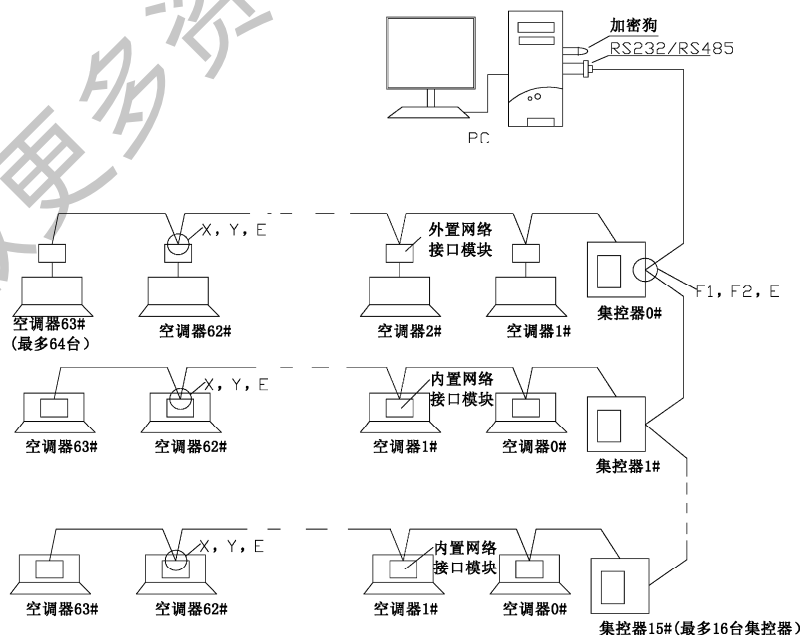 加密狗
RS232/RS485
PC
更多资
X, Y, E
外置网络
接口模块
F1, F2, E
空调器63#
(最多64台)
空调器62#
空调器2#
空调器1#
集控器0#
X, Y, E
内置网络
接口模块
空调器63#
空调器62#
空调器1#
空调器0#
集控器1#
X, Y, E
内置网络
接口模块
空调器63#
空调器62#
空调器1#
空调器0#
集控器15#(最多16台集控器)